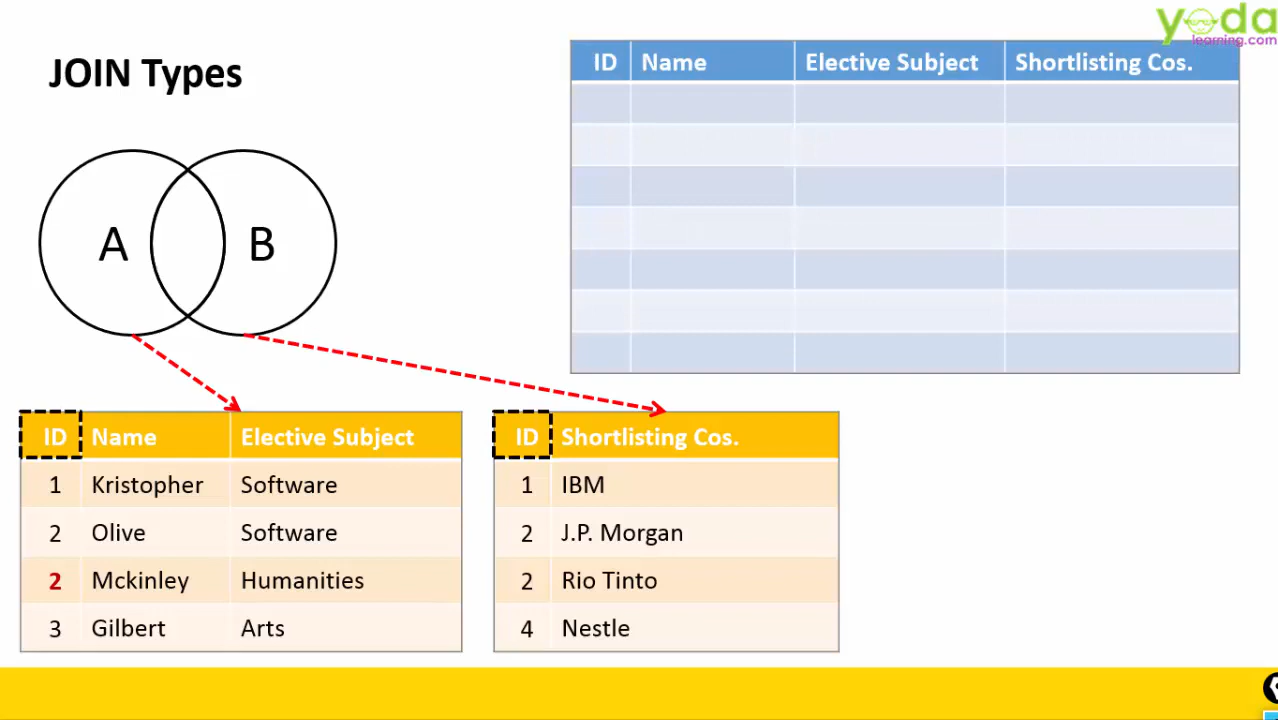 yoda
learning.com
JOIN Types
ID Name Elective Subject Shortlisting Cos.
A B
ID Name Elective Subject
1 Kristopher Software
2 Olive Software
2 Mckinley Humanities
3 Gilbert Arts
ID Shortlisting Cos.
1 IBM
2 J.P. Morgan
2 Rio Tinto
4 Nestle